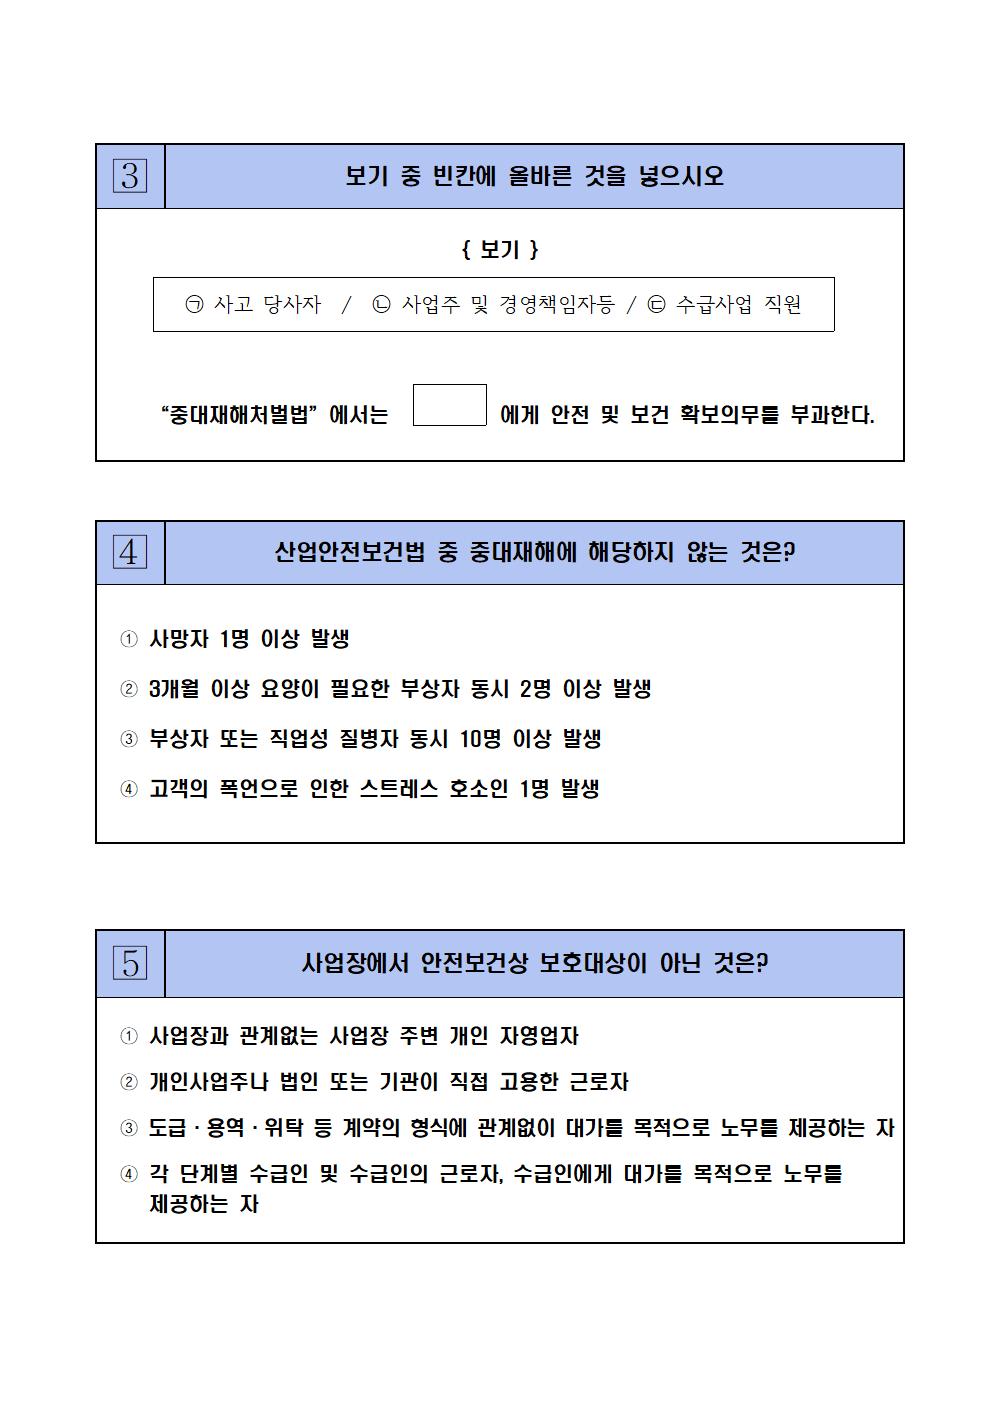 3 보기 중 빈칸에 올바른 것을 넣으시오
{ 보기 }
㉠ 사고 당사자 / ㉡ 사업주 및 경영책임자등 / ㉢ 수급사업 직원
“중대재해처벌법” 에서는 에게 안전 및 보건 확보의무를 부과한다.
4 산업안전보건법 중 중대재해에 해당하지 않는 것은?
① 사망자 1명 이상 발생
② 3개월 이상 요양이 필요한 부상자 동시 2명 이상 발생
③ 부상자 또는 직업성 질병자 동시 10명 이상 발생
④ 고객의 폭언으로 인한 스트레스 호소인 1명 발생
5 사업장에서 안전보건상 보호대상이 아닌 것은?
① 사업장과 관계없는 사업장 주변 개인 자영업자
② 개인사업주나 법인 또는 기관이 직접 고용한 근로자
③ 도급·용역·위탁 등 계약의 형식에 관계없이 대가를 목적으로 노무를 제공하는 자
④ 각 단계별 수급인 및 수급인의 근로자, 수급인에게 대가를 목적으로 노무를
제공하는 자